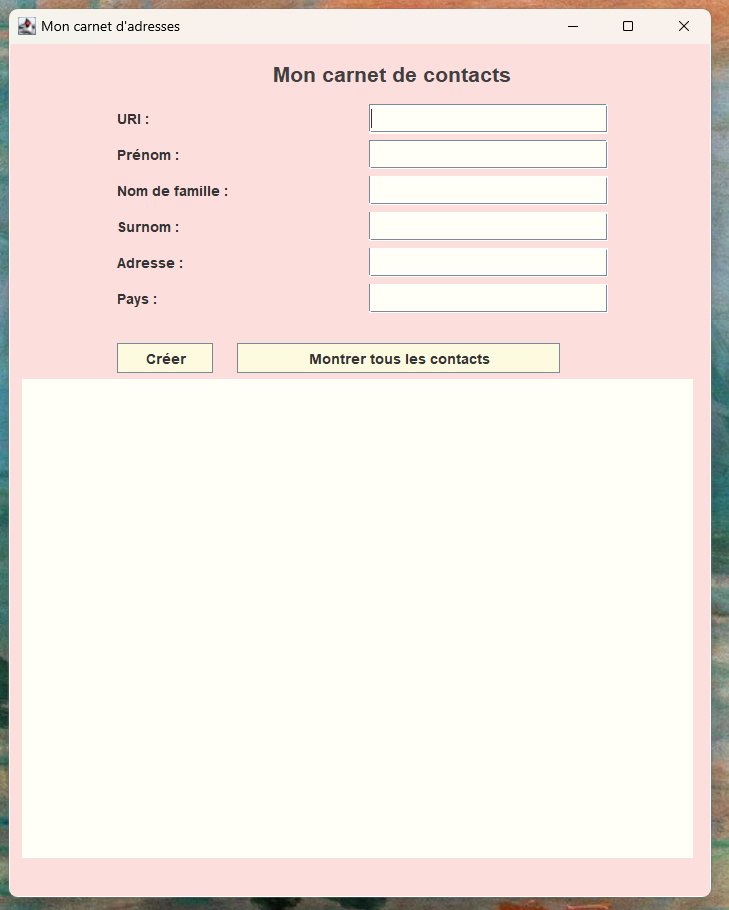 Mon carnet d'adresses
Mon carnet de contacts
URI :
Prénom :
Nom de famille :
Surnom :
Adresse :
Pays :
Créer Montrer tous les contacts